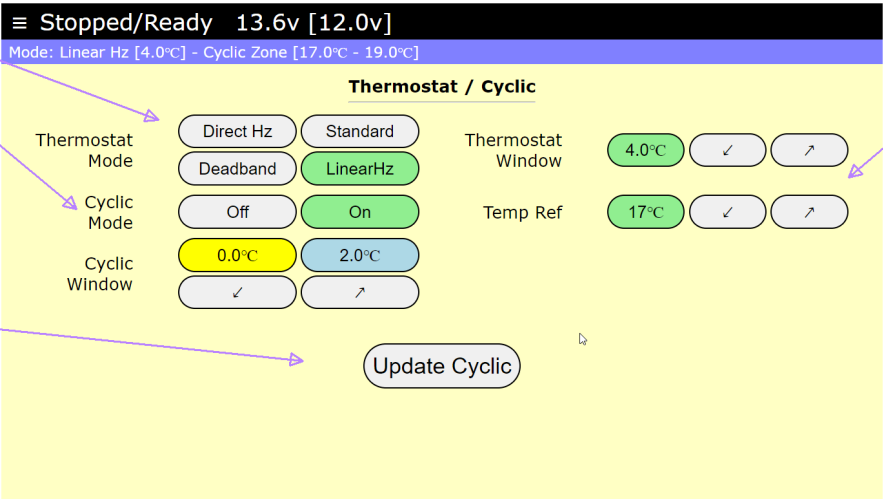 ≡ Stopped/Ready 13.6v [12.0v]
Mode: Linear Hz [4.0℃] - Cyclic Zone [17.0℃ - 19.0℃]
Thermostat / Cyclic
Thermostat
Mode
Direct Hz
Standard
Deadband
LinearHz
Thermostat
Window
4.0℃
↙
↗
Cyclic
Mode
Off
On
Temp Ref
17℃
↙
↗
Cyclic
Window
0.0℃
2.0℃
↙
↗
Update Cyclic